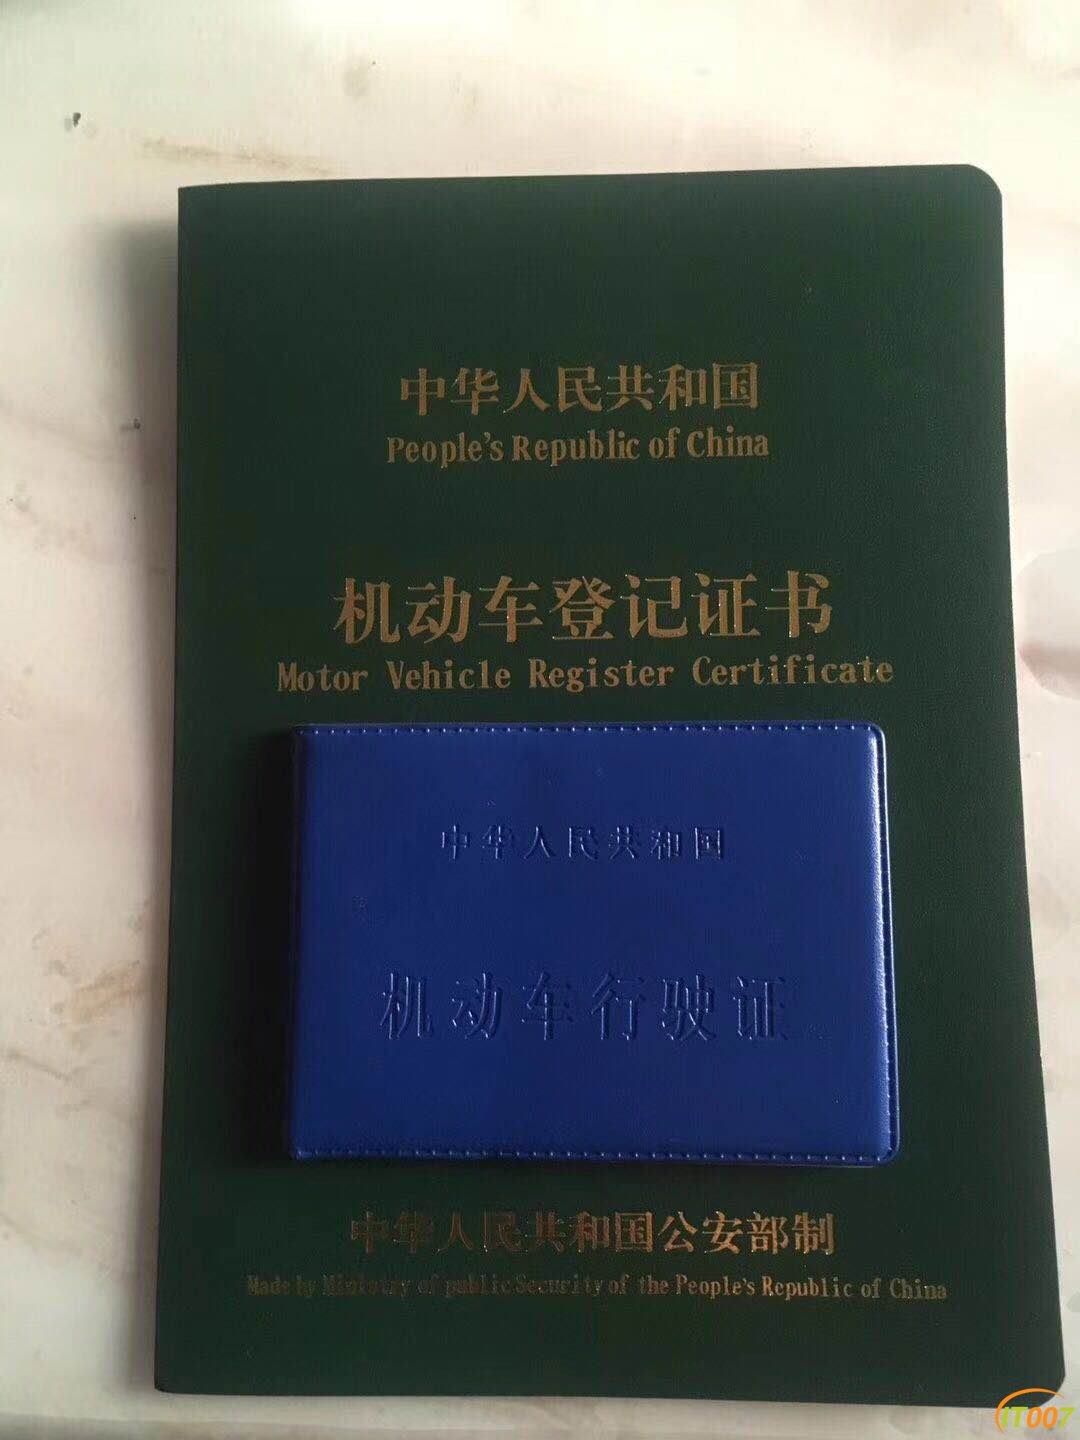 中华人民共和国
People's Republic of China
机动车登记证书
Motor Vehicle Register Certificate
中华人民共和国
机动车行驶证
中华人民共和国公安部制
Made by Ministry of public Security of the People's Republic of China
IT007